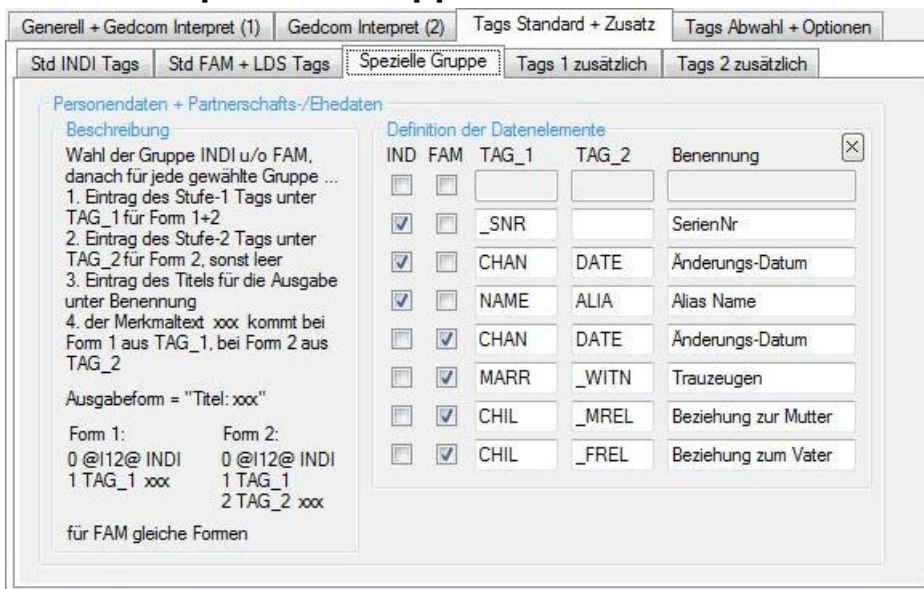 Generell + Gedcom Interpret (1) Gedcom Interpret (2) Tags Standard + Zusatz Tags Abwahl + Optionen
Std INDI Tags Std FAM + LDS Tags Spezielle Gruppe Tags 1 zusätzlich Tags 2 zusätzlich
Personendaten + Partnerschafts-/Ehedaten
Beschreibung
Wahl der Gruppe INDI u/o FAM,
danach für jede gewählte Gruppe ...
1. Eintrag des Stufe-1 Tags unter
TAG_1 für Form 1+2
2. Eintrag des Stufe-2 Tags unter
TAG_2 für Form 2, sonst leer
3. Eintrag des Titels für die Ausgabe
unter Benennung
4. der Merkmaltext xxx kommt bei
Form 1 aus TAG_1, bei Form 2 aus
TAG_2
Ausgabeform = "Titel: xxx"
Form 1: Form 2:
0 @I12@ INDI 0 @I12@ INDI
1 TAG_1 xxx 1 TAG_1
2 TAG_2 xxx
für FAM gleiche Formen
Definition der Datenelemente
IND FAM TAG_1 TAG_2 Benennung
_SNR SerienNr
CHAN DATE Änderungs-Datum
NAME ALIA Alias Name
CHAN DATE Änderungs-Datum
MARR _WITN Trauzeugen
CHIL _MREL Beziehung zur Mutter
CHIL _FREL Beziehung zum Vater